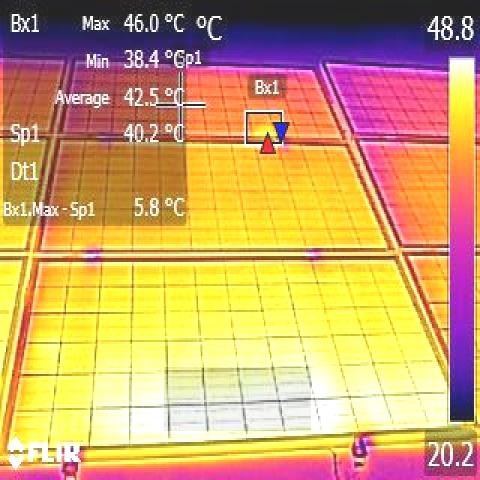 Bx1 Max 46.0 °C °C 48.8
Min 38.4 °C Sp1
Bx1
Average 42.5 °C
Sp1 40.2 °C
Dt1
Bx1.Max - Sp1 5.8 °C
FLIR 20.2